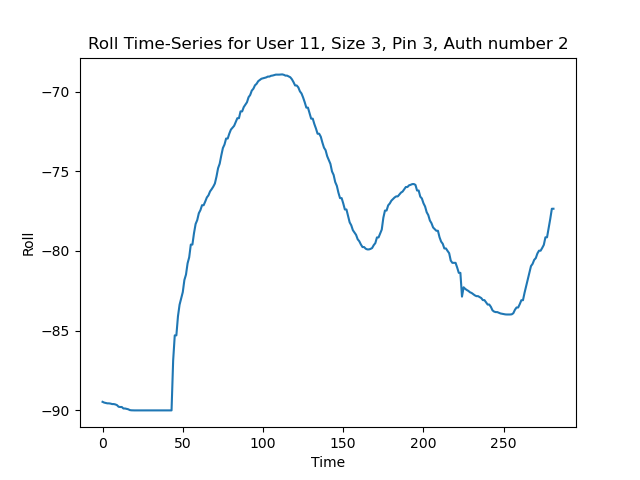 Roll Time-Series for User 11, Size 3, Pin 3, Auth number 2
−70
−75
−80
−85
−90
Roll
0 50 100 150 200 250
Time